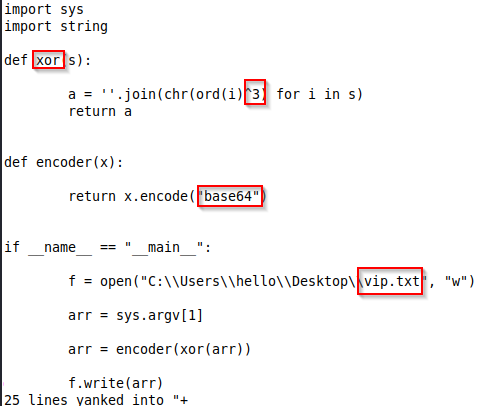 import sys
import string
def xor(s):
a = ''.join(chr(ord(i)^3) for i in s)
return a
def encoder(x):
return x.encode("base64")
if __name__ == "__main__":
f = open("C:\\Users\\hello\\Desktop\\vip.txt", "w")
arr = sys.argv[1]
arr = encoder(xor(arr))
f.write(arr)
25 lines yanked into "+